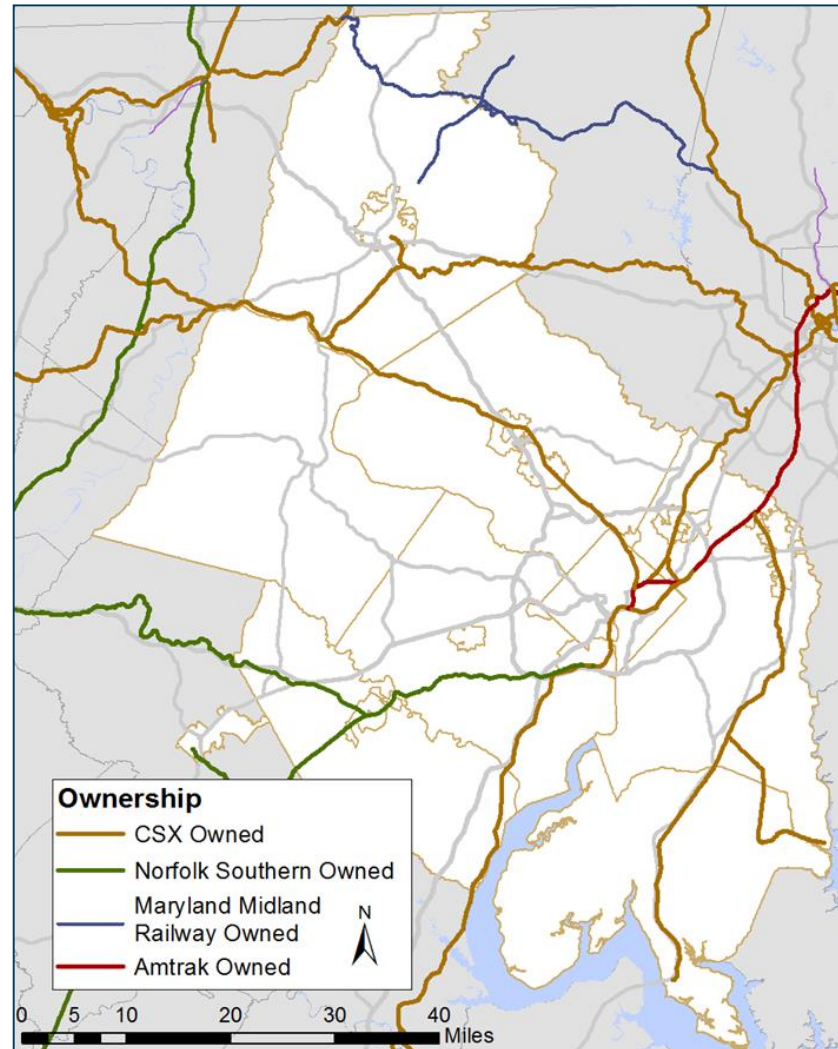 Ownership
CSX Owned
Norfolk Southern Owned
Maryland Midland
Railway Owned
N
Amtrak Owned
0 5 10 20 30 40
Miles